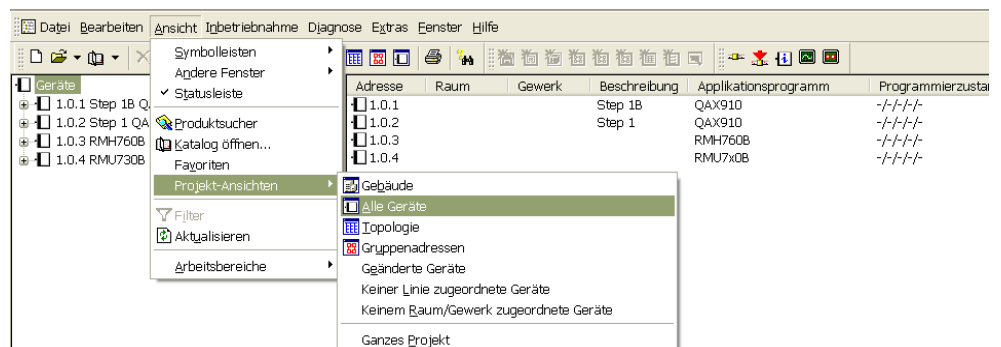 Datei Bearbeiten Ansicht Inbetriebnahme Diagnose Extras Fenster Hilfe
Geräte
1.0.1 Step 1B
1.0.2 Step 1 QA
1.0.3 RMH760B
1.0.4 RMU730B
Symbolleisten
Andere Fenster
Statusleiste
Produktsucher
Katalog öffnen...
Favoriten
Projekt-Ansichten
Filter
Aktualisieren
Arbeitsbereiche
Adresse Raum Gewerk Beschreibung Applikationsprogramm Programmierzustan
1.0.1 Step 1B QAX910 -/-/-/-/-
1.0.2 Step 1 QAX910 -/-/-/-/-
1.0.3 RMH760B -/-/-/-/-
1.0.4 RMU7x0B -/-/-/-/-
Gebäude
Alle Geräte
Topologie
Gruppenadressen
Geänderte Geräte
Keiner Linie zugeordnete Geräte
Keinem Raum/Gewerk zugeordnete Geräte
Ganzes Projekt